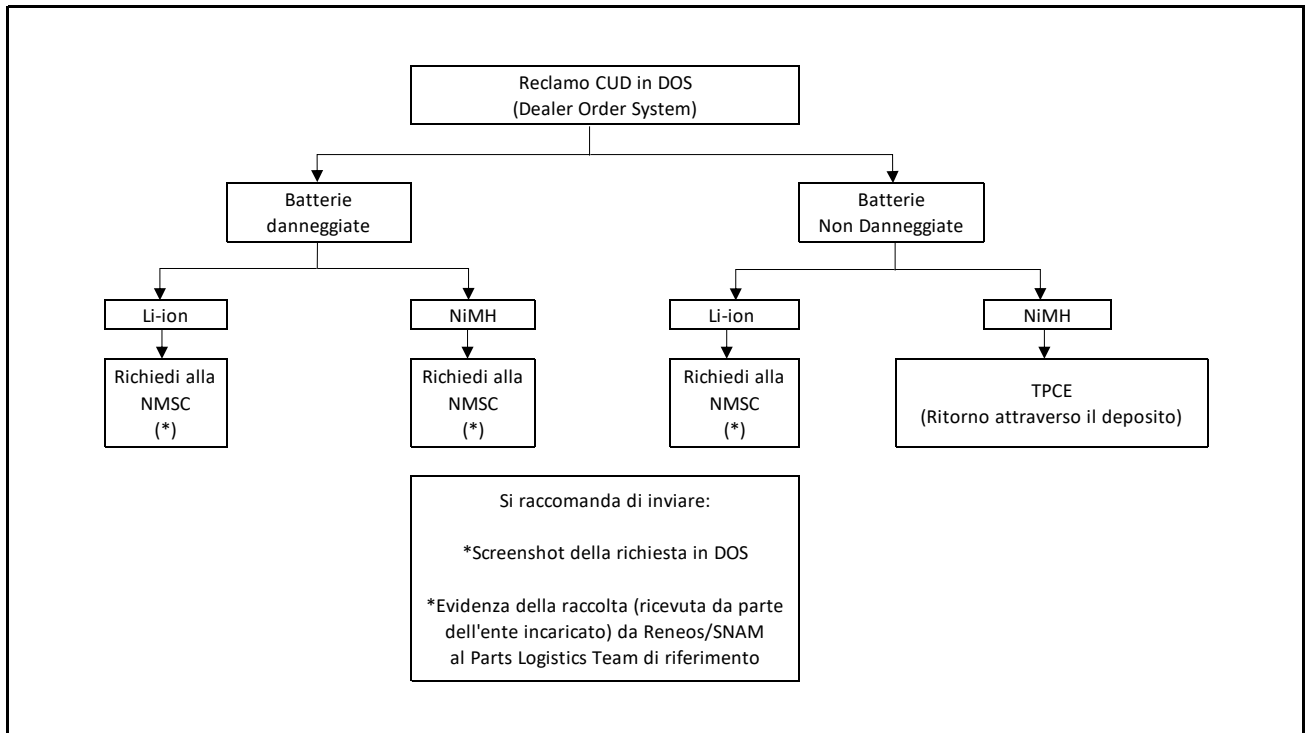 Reclamo CUD in DOS
(Dealer Order System)
Batterie
danneggiate
Batterie
Non Danneggiate
Li-ion
NiMH
Li-ion
NiMH
Richiedi alla
NMSC
(*)
Richiedi alla
NMSC
(*)
Richiedi alla
NMSC
(*)
TPCE
(Ritorno attraverso il deposito)
Si raccomanda di inviare:
*Screenshot della richiesta in DOS
*Evidenza della raccolta (ricevuta da parte
dell'ente incaricato) da Reneos/SNAM
al Parts Logistics Team di riferimento